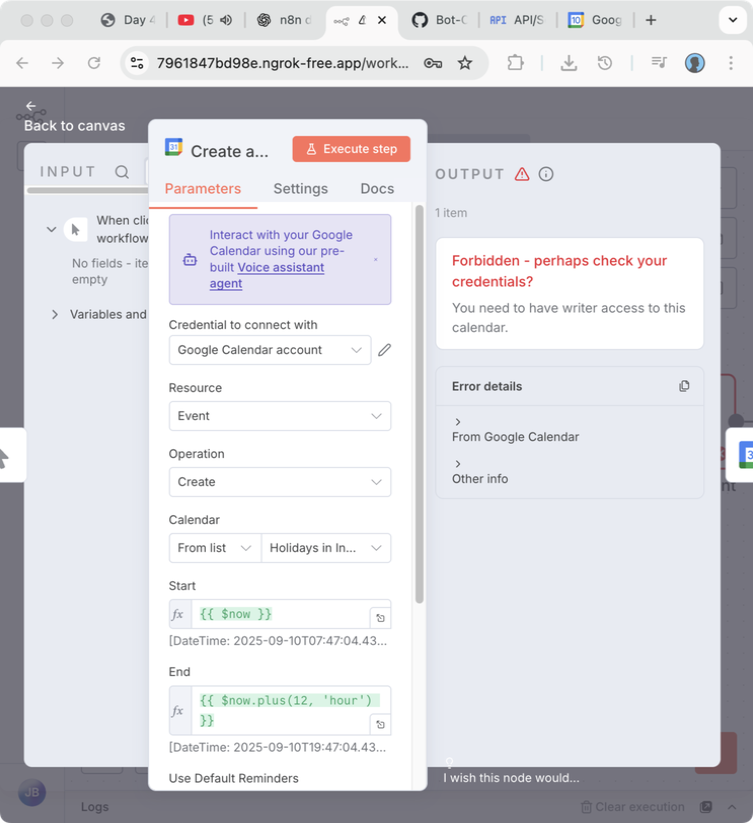 Day 4
(5
n8n d
Bot-C
API API/S
10 Goog
7961847bd98e.ngrok-free.app/work...
Back to canvas
INPUT
When clic
workflow
No fields - ite
empty
Variables and
31 Create a...
Execute step
Parameters Settings Docs
Interact with your Google
Calendar using our pre-
built Voice assistant
agent
Credential to connect with
Google Calendar account
Resource
Event
Operation
Create
Calendar
From list Holidays in In...
Start
fx {{ $now }}
[DateTime: 2025-09-10T07:47:04.43...
End
fx {{ $now.plus(12, 'hour')
}}
[DateTime: 2025-09-10T19:47:04.43...
Use Default Reminders
OUTPUT
1 item
Forbidden - perhaps check your
credentials?
You need to have writer access to this
calendar.
Error details
From Google Calendar
Other info
nt
I wish this node would...
JB
Logs
Clear execution